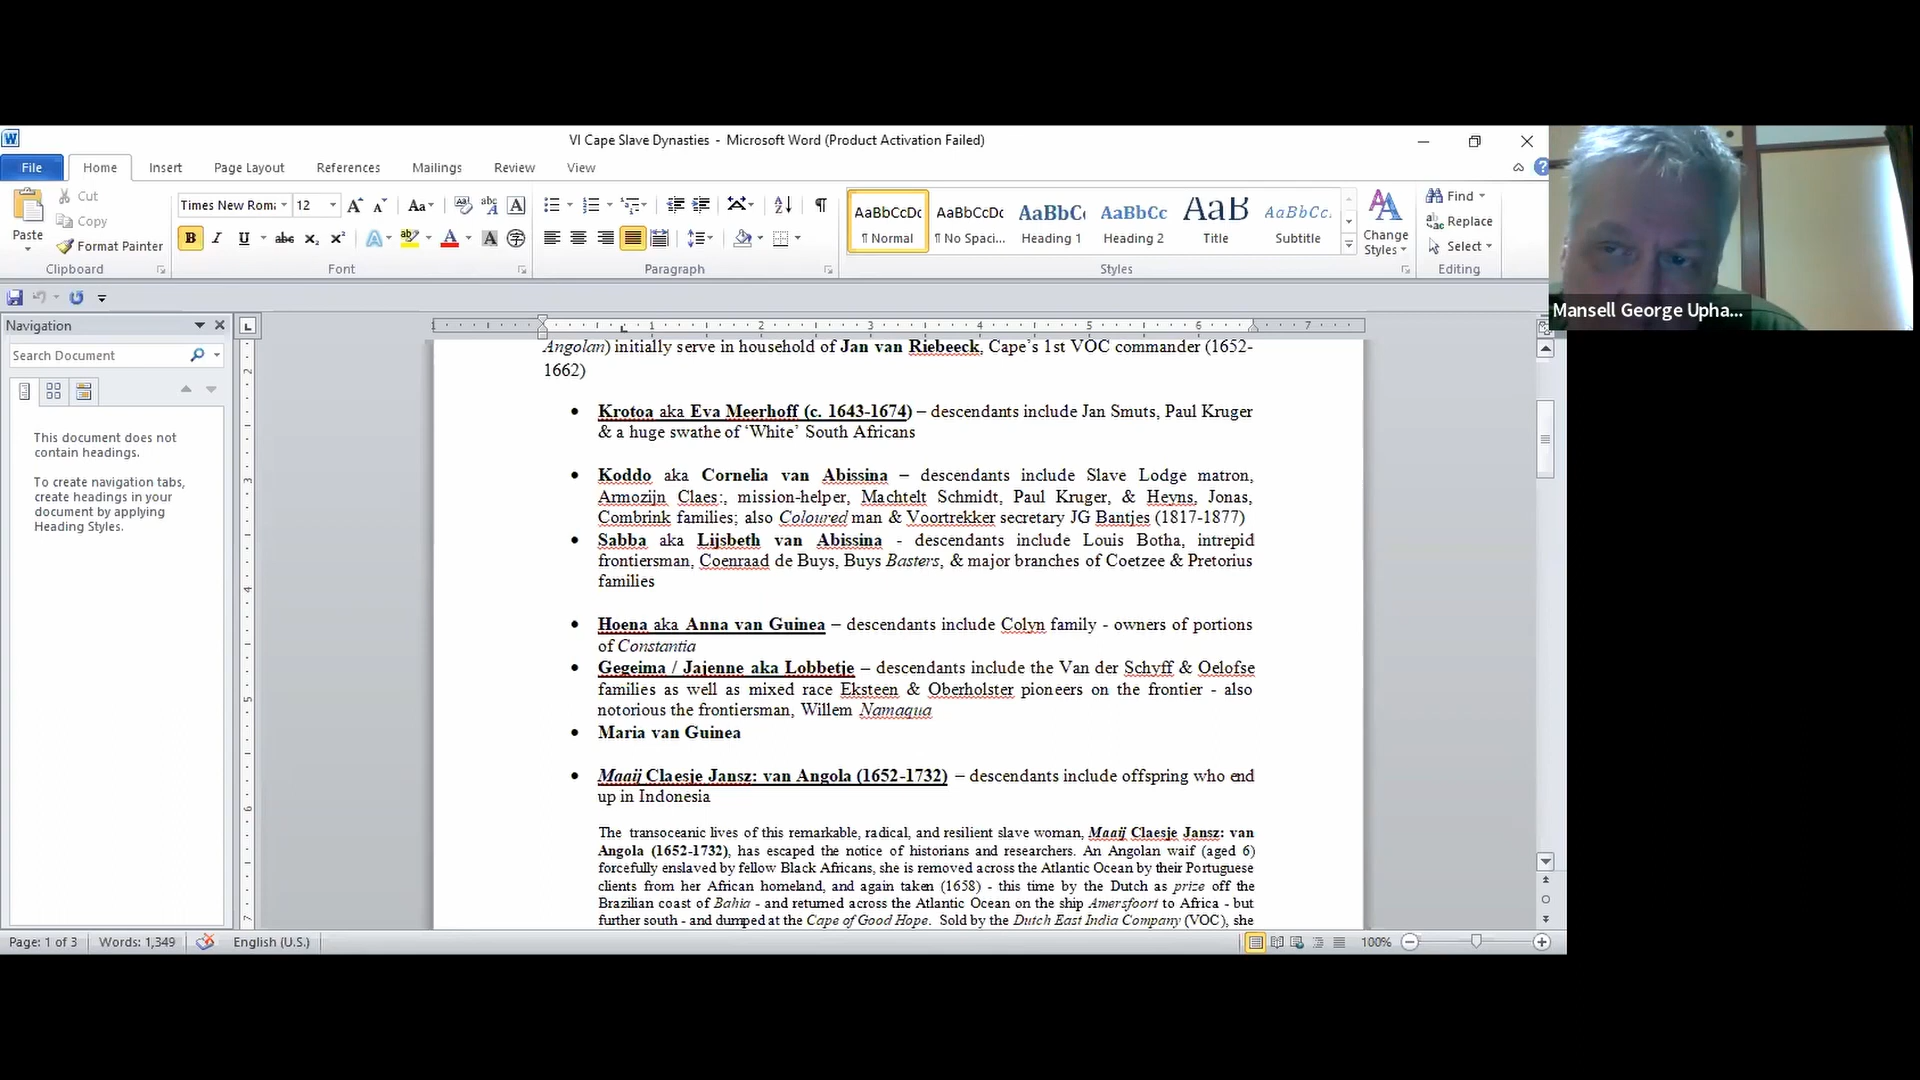 VI Cape Slave Dynasties - Microsoft Word (Product Activation Failed)
File Home Insert Page Layout References Mailings Review View
Paste
Cut
Copy
Format Painter
Clipboard
Times New Roma 12
Font
Paragraph
AaBbCcDc AaBbCcDc AaBbCc AaBbCc AaB AaBbCc.
¶ Normal ¶ No Spaci... Heading 1 Heading 2 Title Subtitle
Styles
Change
Styles
Find
Replace
Select
Editing
Mansell George Upha...
Navigation
Search Document
This document does not
contain headings.
To create navigation tabs,
create headings in your
document by applying
Heading Styles.
1 1 2 3 4 5 6 7
2
3
4
5
6
7
Angolan) initially serve in household of Jan van Riebeeck, Cape's 1st VOC commander (1652-
1662)
• Krotoa aka Eva Meerhoff (c. 1643-1674) – descendants include Jan Smuts, Paul Kruger
& a huge swathe of ‘White’ South Africans
• Koddo aka Cornelia van Abissina – descendants include Slave Lodge matron,
Armozijn Claes:, mission-helper, Machtelt Schmidt, Paul Kruger, & Heyns, Jonas,
Combrink families; also Coloured man & Voortrekker secretary JG Bantjes (1817-1877)
• Sabba aka Lijsbeth van Abissina - descendants include Louis Botha, intrepid
frontiersman, Coenraad de Buys, Buys Basters, & major branches of Coetzee & Pretorius
families
• Hoena aka Anna van Guinea – descendants include Colyn family - owners of portions
of Constantia
• Gegeima / Jajenne aka Lobbetje – descendants include the Van der Schyff & Oelofse
families as well as mixed race Eksteen & Oberholster pioneers on the frontier - also
notorious the frontiersman, Willem Namaqua
• Maria van Guinea
• Maaij Claesje Jansz: van Angola (1652-1732) – descendants include offspring who end
up in Indonesia
The transoceanic lives of this remarkable, radical, and resilient slave woman, Maaij Claesje Jansz: van
Angola (1652-1732), has escaped the notice of historians and researchers. An Angolan waif (aged 6)
forcefully enslaved by fellow Black Africans, she is removed across the Atlantic Ocean by their Portuguese
clients from her African homeland, and again taken (1658) - this time by the Dutch as prize off the
Brazilian coast of Bahia - and returned across the Atlantic Ocean on the ship Amersfoort to Africa - but
further south - and dumped at the Cape of Good Hope. Sold by the Dutch East India Company (VOC), she
Page: 1 of 3 Words: 1,349 English (U.S.) 100%